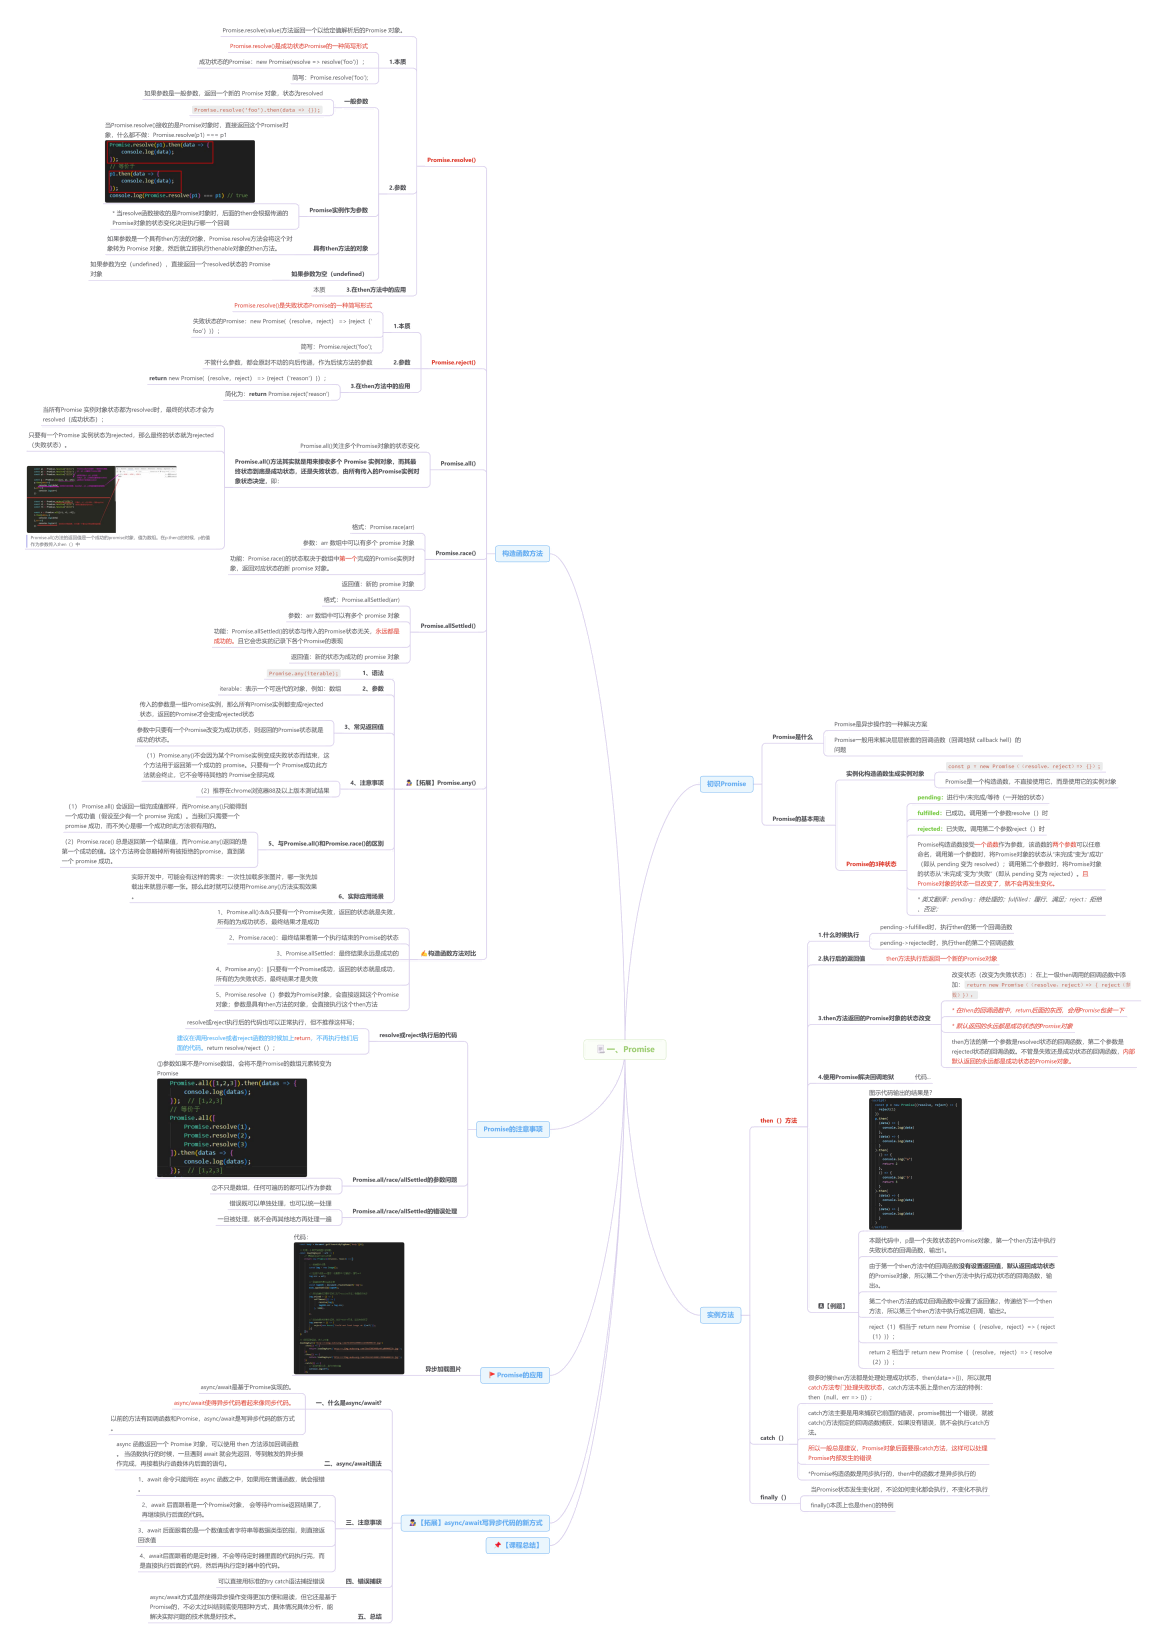 一、Promise
初识Promise
Promise是什么
Promise是异步操作的一种解决方案
Promise一般用来解决层层嵌套的回调函数（回调地狱 callback hell）的
问题
Promise的基本用法
实例化构造函数生成实例对象
const p = new Promise（（resolve，reject）=> {}）；
Promise是一个构造函数，不直接使用它，而是使用它的实例对象
Promise的3种状态
pending：进行中/未完成/等待（一开始的状态）
fulfilled：已成功。调用第一个参数resolve（）时
rejected：已失败。调用第二个参数reject（）时
Promise构造函数接受一个函数作为参数，该函数的两个参数可以任意
命名，调用第一个参数时，将Promise对象的状态从"未完成"变为"成功"
（即从 pending 变为 resolved）；调用第二个参数时，将Promise对象
的状态从"未完成"变为"失败"（即从 pending 变为 rejected）。且
Promise对象的状态一旦改变了，就不会再发生变化。
* 英文翻译：pending：待处理的；fulfilled：履行、满足；reject：拒绝
、否定；
实例方法
then（）方法
1.什么时候执行
pending->fulfilled时，执行then的第一个回调函数
pending->rejected时，执行then的第二个回调函数
2.执行后的返回值
then方法执行后返回一个新的Promise对象
3.then方法返回的Promise对象的状态改变
改变状态（改变为失败状态）：在上一级then调用的回调函数中添
加：return new Promise（（resolve，reject）=> { reject（参
数）}）；
* 在then的回调函数中，return后面的东西，会用Promise包装一下
* 默认返回的永远都是成功状态的Promise对象
then方法的第一个参数是resolved状态的回调函数，第二个参数是
rejected状态的回调函数。不管是失败还是成功状态的回调函数，内部
默认返回的永远都是成功状态的Promise对象。
4.使用Promise解决回调地狱
代码...
【例题】
图示代码输出的结果是？
本题代码中，p是一个失败状态的Promise对象，第一个then方法中执行
失败状态的回调函数，输出1。
由于第一个then方法中的回调函数没有设置返回值，默认返回成功状态
的Promise对象，所以第二个then方法中执行成功状态的回调函数，输
出a。
第二个then方法的成功回调函数中设置了返回值2，传递给下一个then
方法，所以第三个then方法中执行成功回调，输出2。
reject（1）相当于 return new Promise（（resolve，reject）=> { reject
（1）}）；
return 2 相当于 return new Promise（（resolve，reject）=> { resolve
（2）}）；
catch（）
很多时候then方法都是处理处理成功状态，then(data=>{})，所以就用
catch方法专门处理失败状态，catch方法本质上是then方法的特例：
then（null，err => {}）；
catch方法主要是用来捕获它前面的错误，promise抛出一个错误，就被
catch()方法指定的回调函数捕获，如果没有错误，就不会执行catch方
法。
所以一般总是建议，Promise对象后面要跟catch方法，这样可以处理
Promise内部发生的错误
*Promise构造函数是同步执行的，then中的函数才是异步执行的
finally（）
当Promise状态发生变化时，不论如何变化都会执行，不变化不执行
finally()本质上也是then()的特例
构造函数方法
Promise.resolve()
Promise.resolve(value)方法返回一个以给定值解析后的Promise 对象。
1.本质
Promise.resolve()是成功状态Promise的一种简写形式
成功状态的Promise：new Promise(resolve => resolve('foo'）；
简写：Promise.resolve('foo');
2.参数
一般参数
如果参数是一般参数，返回一个新的 Promise 对象，状态为resolved
Promise.resolve("foo").then(data => {});
Promise实例作为参数
当Promise.resolve()接收的是Promise对象时，直接返回这个Promise对
象，什么都不做：Promise.resolve(p1) === p1
Promise.resolve(p1).then(data => {
console.log(data);
});
// 等价于
p1.then(data => {
console.log(data);
});
console.log(Promise.resolve(p1) === p1) // true
* 当resolve函数接收的是Promise对象时，后面的then会根据传递的
Promise对象的状态变化决定执行哪一个回调
具有then方法的对象
如果参数是一个具有then方法的对象，Promise.resolve方法会将这个对
象转为 Promise 对象，然后就立即执行thenable对象的then方法。
如果参数为空（undefined）
如果参数为空（undefined），直接返回一个resolved状态的 Promise
对象
3.在then方法中的应用
本质
Promise.reject()
1.本质
Promise.resolve()是失败状态Promise的一种简写形式
失败状态的Promise：new Promise(（resolve，reject） => {reject（'
foo'）}）；
简写：Promise.reject('foo');
2.参数
不管什么参数，都会原封不动的向后传递，作为后续方法的参数
3.在then方法中的应用
return new Promise(（resolve，reject） => {reject（'reason'）}）；
简化为：return Promise.reject('reason')
Promise.all()
Promise.all()关注多个Promise对象的状态变化
Promise.all()方法其实就是用来接收多个 Promise 实例对象，而其最
终状态到底是成功状态，还是失败状态，由所有传入的Promise实例对
象状态决定，即：
当所有Promise 实例对象状态都为resolved时，最终的状态才会为
resolved（成功状态）；
只要有一个Promise 实例状态为rejected，那么最终的状态就为rejected
（失败状态）。
Promise.all()方法的返回值是一个成功的promise对象，值为数组。在p.then()的时候，p的值
作为参数传入then（）中
Promise.race()
格式：Promise.race(arr)
参数：arr 数组中可以有多个 promise 对象
功能：Promise.race()的状态取决于数组中第一个完成的Promise实例对
象，返回对应状态的新 promise 对象。
返回值：新的 promise 对象
Promise.allSettled()
格式：Promise.allSettled(arr)
参数：arr 数组中可以有多个 promise 对象
功能：Promise.allSettled()的状态与传入的Promise状态无关，永远都是
成功的。且它会忠实的记录下各个Promise的表现
返回值：新的状态为成功的 promise 对象
【拓展】Promise.any()
1、语法
Promise.any(iterable);
2、参数
iterable：表示一个可迭代的对象，例如：数组
3、常见返回值
传入的参数是一组Promise实例，那么所有Promise实例都变成rejected
状态，返回的Promise才会变成rejected状态
参数中只要有一个Promise改变为成功状态，则返回的Promise状态就是
成功的状态。
4、注意事项
（1）Promise.any()不会因为某个Promise实例变成失败状态而结束，这
个方法用于返回第一个成功的 promise。只要有一个 Promise成功此方
法就会终止，它不会等待其他的 Promise全部完成
（2）推荐在chrome浏览器88及以上版本测试结果
5、与Promise.all()和Promise.race()的区别
（1） Promise.all() 会返回一组完成值那样，而Promise.any()只能得到
一个成功值（假设至少有一个 promise 完成）。当我们只需要一个
promise 成功，而不关心是哪一个成功时此方法很有用的。
（2）Promise.race() 总是返回第一个结果值，而Promise.any()返回的是
第一个成功的值。这个方法将会忽略掉所有被拒绝的promise，直到第
一个 promise 成功。
6、实际应用场景
实际开发中，可能会有这样的需求：一次性加载多张图片，哪一张先加
载出来就显示哪一张。那么此时就可以使用Promise.any()方法实现效果
。
构造函数方法对比
1、Promise.all():&&只要有一个Promise失败，返回的状态就是失败，
所有的为成功状态，最终结果才是成功
2、Promise.race()：最终结果看第一个执行结束的Promise的状态
3、Promise.allSettled：最终结果永远是成功的
4、Promise.any()：||只要有一个Promise成功，返回的状态就是成功，
所有的为失败状态，最终结果才是失败
5、Promise.resolve（）参数为Promise对象，会直接返回这个Promise
对象；参数是具有then方法的对象，会直接执行这个then方法
Promise的注意事项
resolve或reject执行后的代码
resolve或reject执行后的代码也可以正常执行，但不推荐这样写；
建议在调用resolve或者reject函数的时候加上return，不再执行他们后
面的代码。return resolve/reject（）；
Promise.all/race/allSettled的参数问题
①参数如果不是Promise数组，会将不是Promise的数组元素转变为
Promise
Promise.all([1,2,3]).then(datas => {
console.log(datas);
}); // [1,2,3]
// 等价于
Promise.all([
Promise.resolve(1),
Promise.resolve(2),
Promise.resolve(3)
]).then(datas => {
console.log(datas);
}); // [1,2,3]
②不只是数组，任何可遍历的都可以作为参数
Promise.all/race/allSettled的错误处理
错误既可以单独处理，也可以统一处理
一旦被处理，就不会再其他地方再处理一遍
Promise的应用
异步加载图片
代码：
【拓展】async/await写异步代码的新方式
一、什么是async/await?
async/await是基于Promise实现的。
async/await使得异步代码看起来像同步代码。
以前的方法有回调函数和Promise，async/await是写异步代码的新方式
。
二、async/await语法
async 函数返回一个 Promise 对象，可以使用 then 方法添加回调函数
。 当函数执行的时候，一旦遇到 await 就会先返回，等到触发的异步操
作完成，再接着执行函数体内后面的语句。
三、注意事项
1、await 命令只能用在 async 函数之中，如果用在普通函数，就会报错
。
2、await 后面跟着是一个Promise对象， 会等待Promise返回结果了，
再继续执行后面的代码。
3、await 后面跟着的是一个数值或者字符串等数据类型的值，则直接返
回该值
4、await后面跟着的是定时器，不会等待定时器里面的代码执行完，而
是直接执行后面的代码，然后再执行定时器中的代码。
四、错误捕获
可以直接用标准的try catch语法捕捉错误
五、总结
async/await方式虽然使得异步操作变得更加方便和易读，但它还是基于
Promise的，不必太过纠结到底使用那种方式，具体情况具体分析，能
解决实际问题的技术就是好技术。
【课程总结】